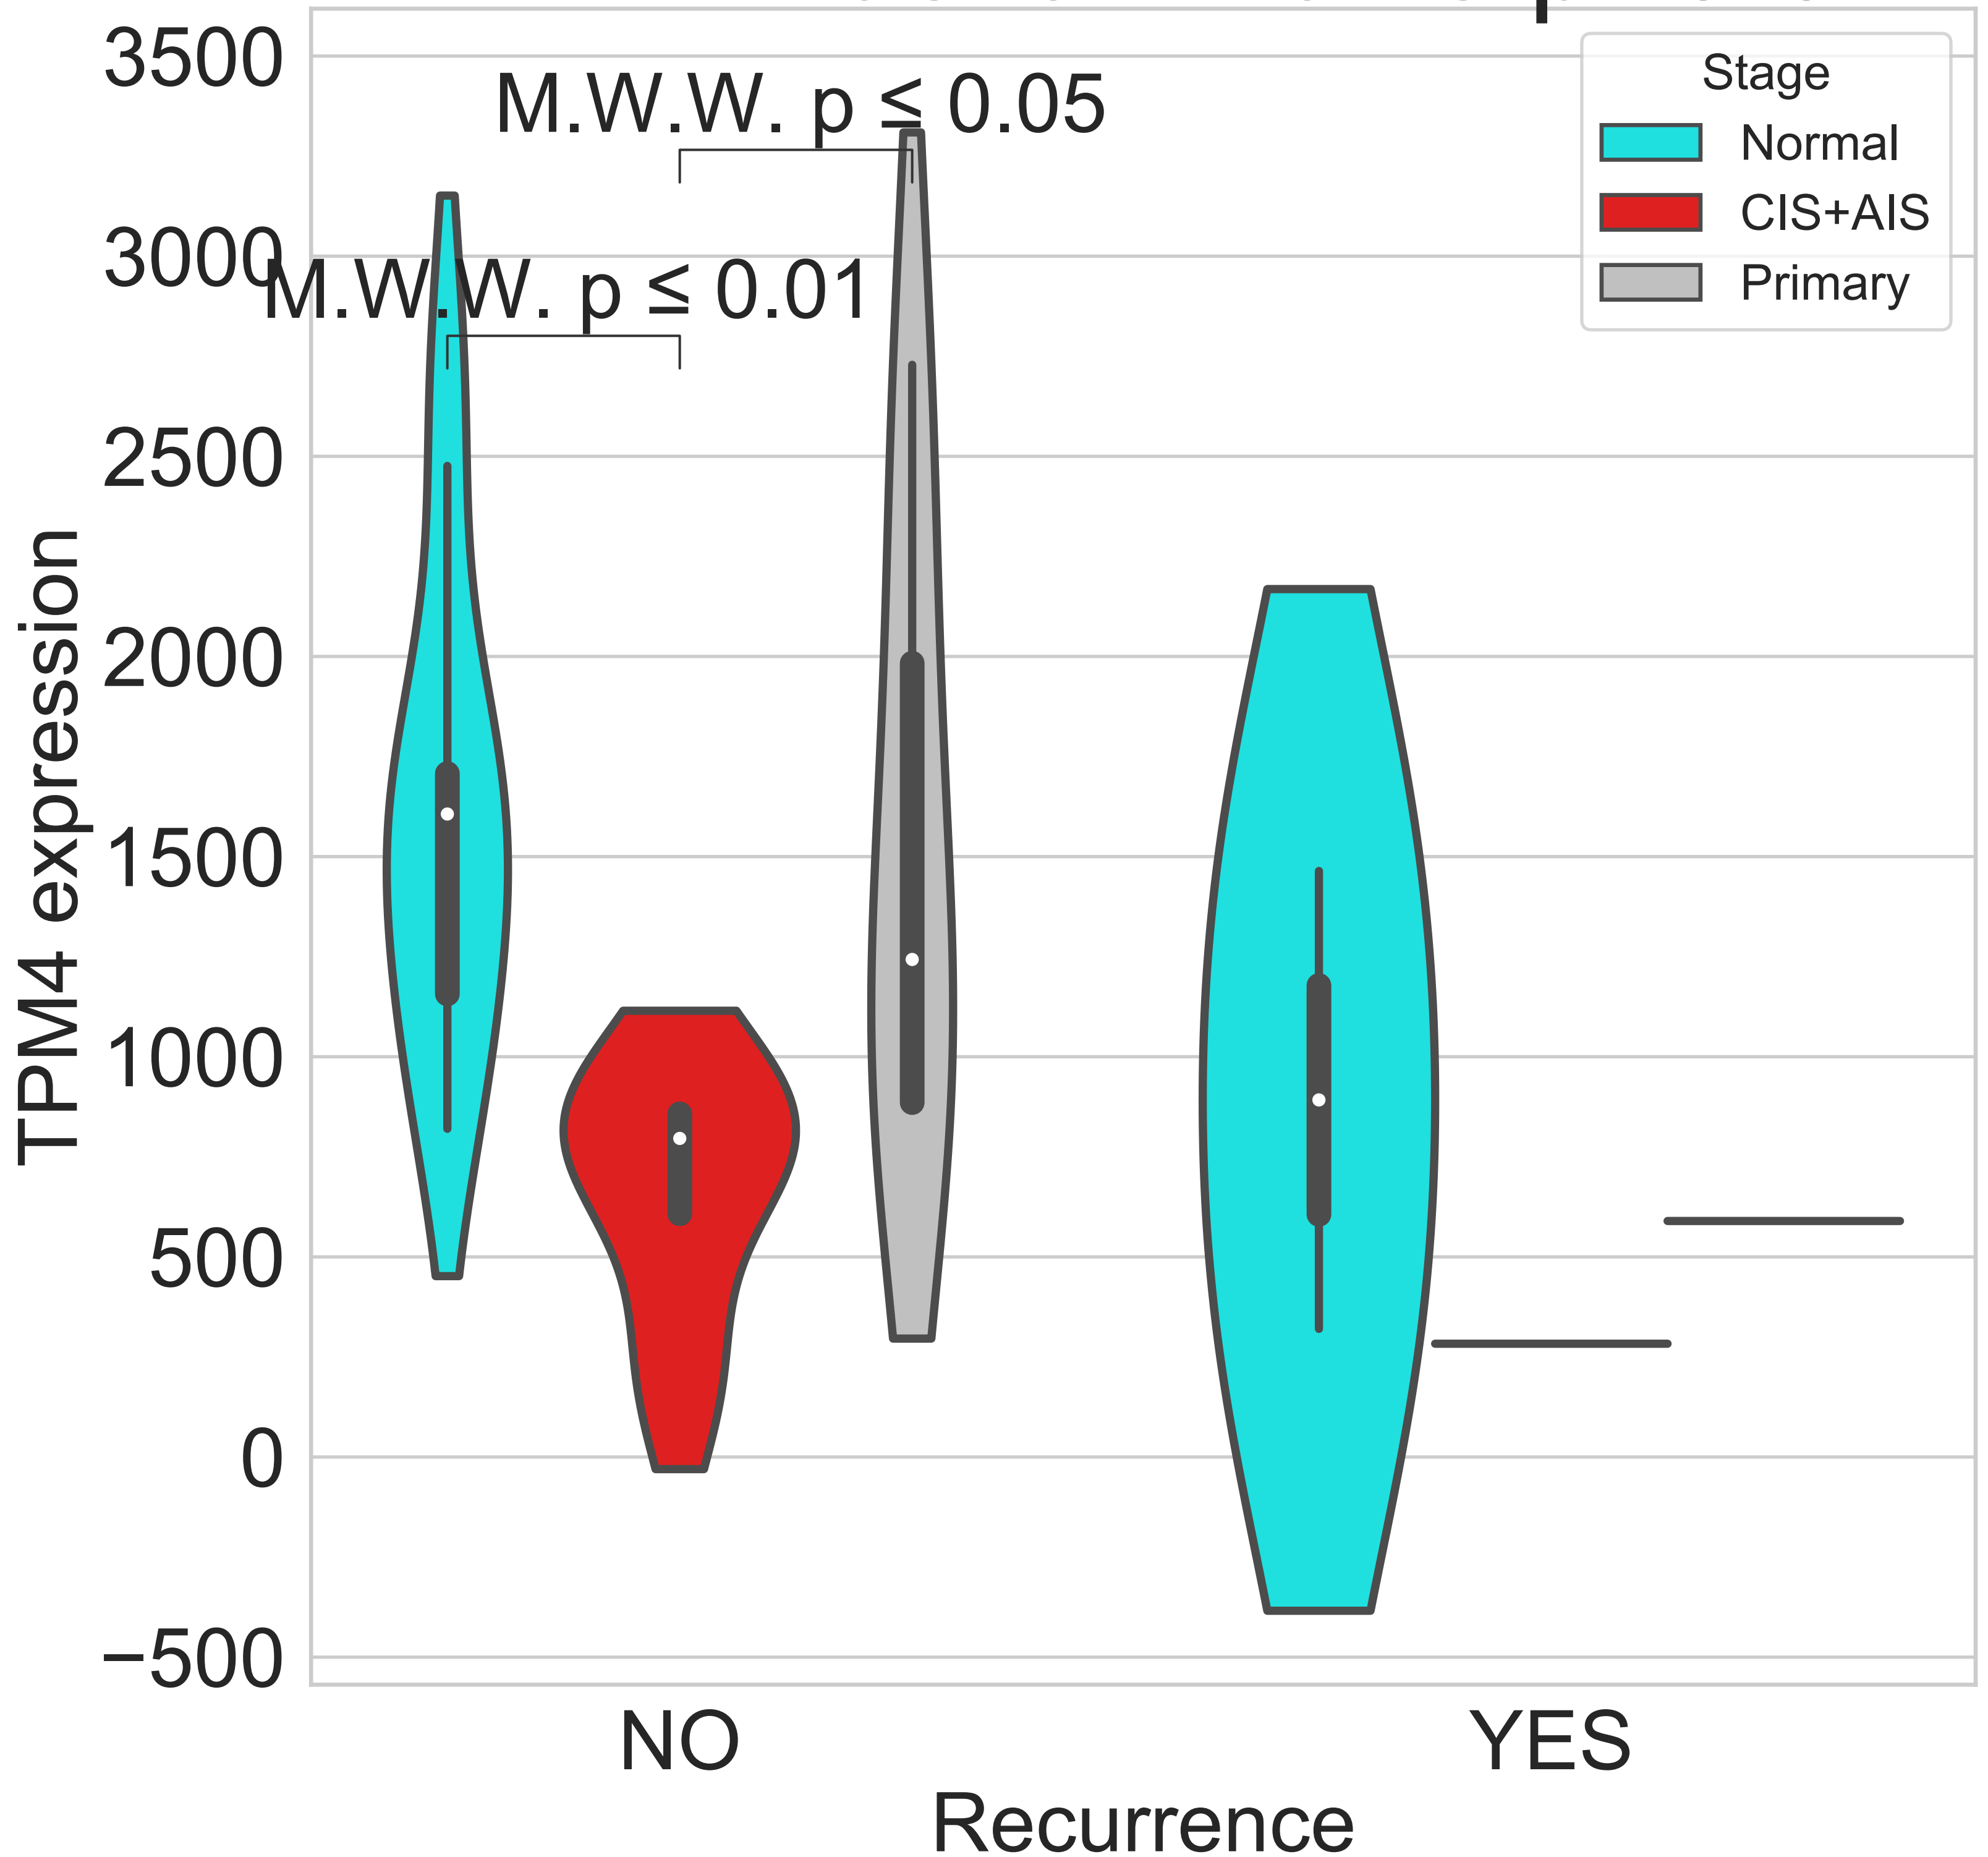 3500
3000
2500
2000
1500
1000
500
0
−500
TPM4 expression
M.W.W. p ≤ 0.05
M.W.W. p ≤ 0.01
Stage
Normal
CIS+AIS
Primary
NO
YES
Recurrence